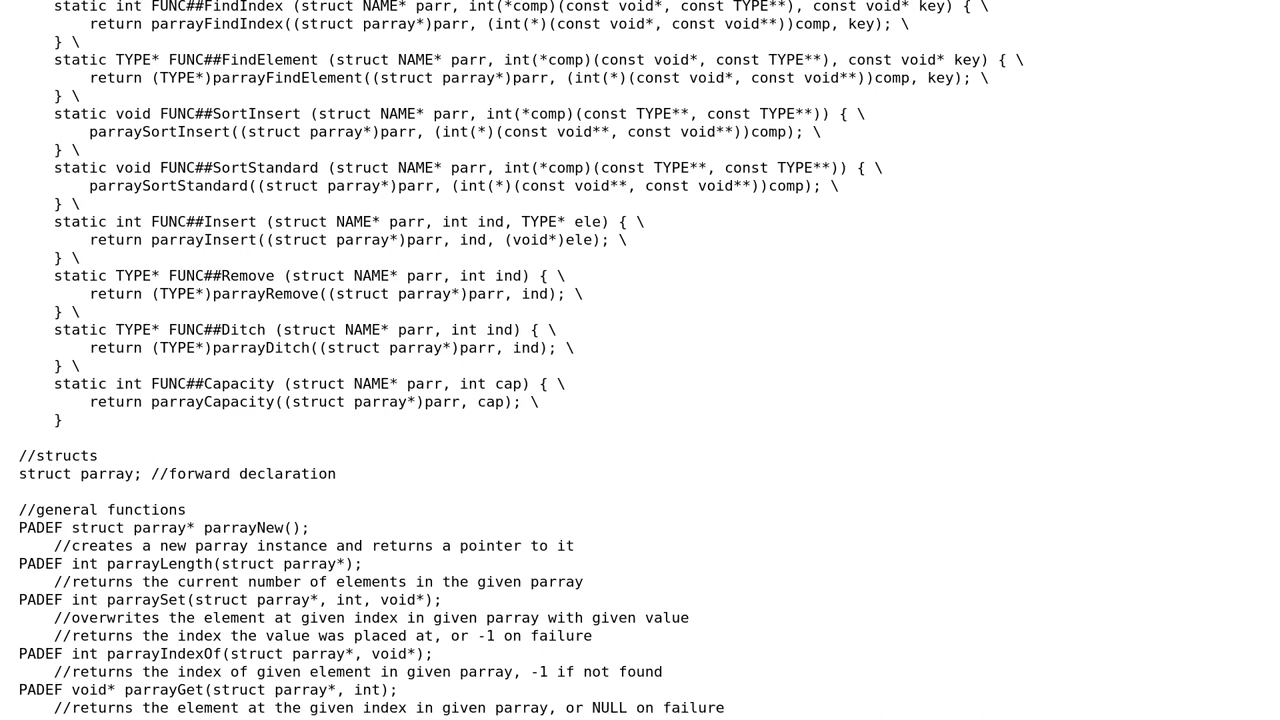 static int FUNC##FindIndex (struct NAME* parr, int(*comp)(const void*, const TYPE**), const void* key) { \
return parrayFindIndex((struct parray*)parr, (int(*)(const void*, const void**))comp, key); \
} \
static TYPE* FUNC##FindElement (struct NAME* parr, int(*comp)(const void*, const TYPE**), const void* key) { \
return (TYPE*)parrayFindElement((struct parray*)parr, (int(*)(const void*, const void**))comp, key); \
} \
static void FUNC##SortInsert (struct NAME* parr, int(*comp)(const TYPE**, const TYPE**)) { \
parraySortInsert((struct parray*)parr, (int(*)(const void**, const void**))comp); \
} \
static void FUNC##SortStandard (struct NAME* parr, int(*comp)(const TYPE**, const TYPE**)) { \
parraySortStandard((struct parray*)parr, (int(*)(const void**, const void**))comp); \
} \
static int FUNC##Insert (struct NAME* parr, int ind, TYPE* ele) { \
return parrayInsert((struct parray*)parr, ind, (void*)ele); \
} \
static TYPE* FUNC##Remove (struct NAME* parr, int ind) { \
return (TYPE*)parrayRemove((struct parray*)parr, ind); \
} \
static TYPE* FUNC##Ditch (struct NAME* parr, int ind) { \
return (TYPE*)parrayDitch((struct parray*)parr, ind); \
} \
static int FUNC##Capacity (struct NAME* parr, int cap) { \
return parrayCapacity((struct parray*)parr, cap); \
}
//structs
struct parray; //forward declaration
//general functions
PADEF struct parray* parrayNew();
//creates a new parray instance and returns a pointer to it
PADEF int parrayLength(struct parray*);
//returns the current number of elements in the given parray
PADEF int parraySet(struct parray*, int, void*);
//overwrites the element at given index in given parray with given value
//returns the index the value was placed at, or -1 on failure
PADEF int parrayIndexOf(struct parray*, void*);
//returns the index of given element in given parray, -1 if not found
PADEF void* parrayGet(struct parray*, int);
//returns the element at the given index in given parray, or NULL on failure